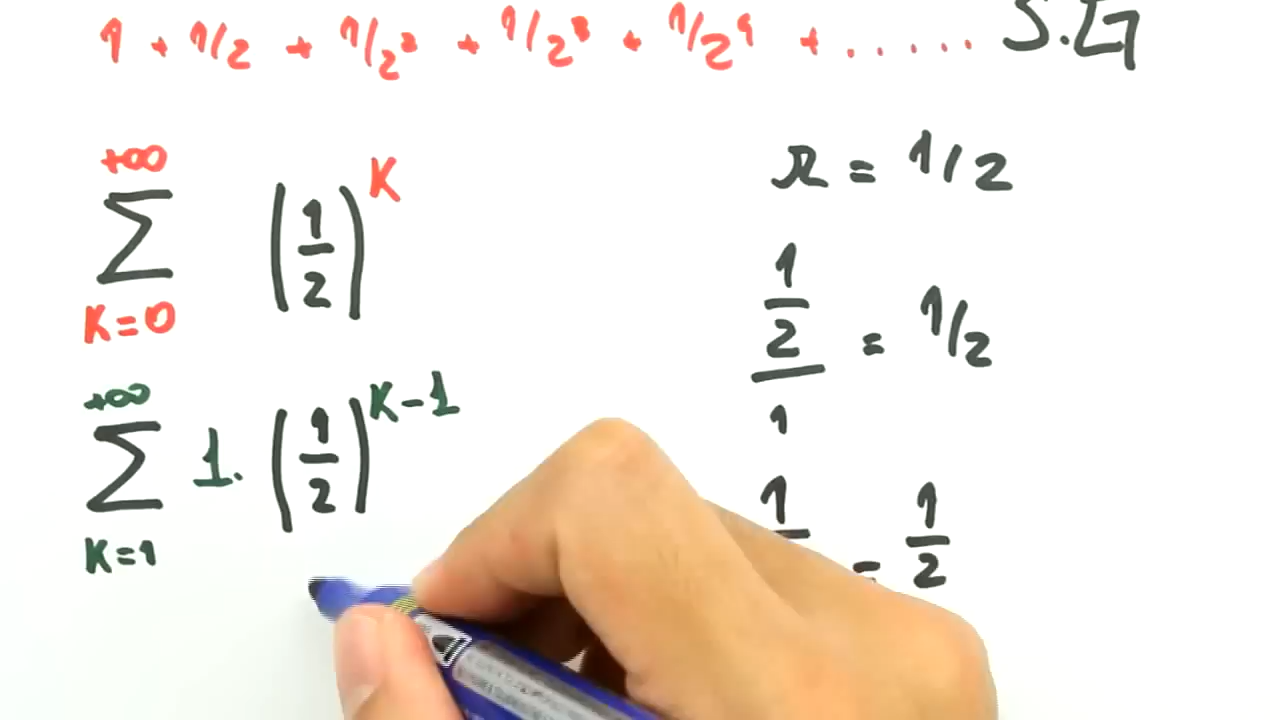 1 + 1/2 + 1/2² + 1/2³ + 1/2⁴ + ...... S.G
+∞
∑ (1/2)^K
K=0
+∞
∑ 1. (1/2)^K-1
K=1
r = 1/2
1/2 / 1 = 1/2
= 1/2